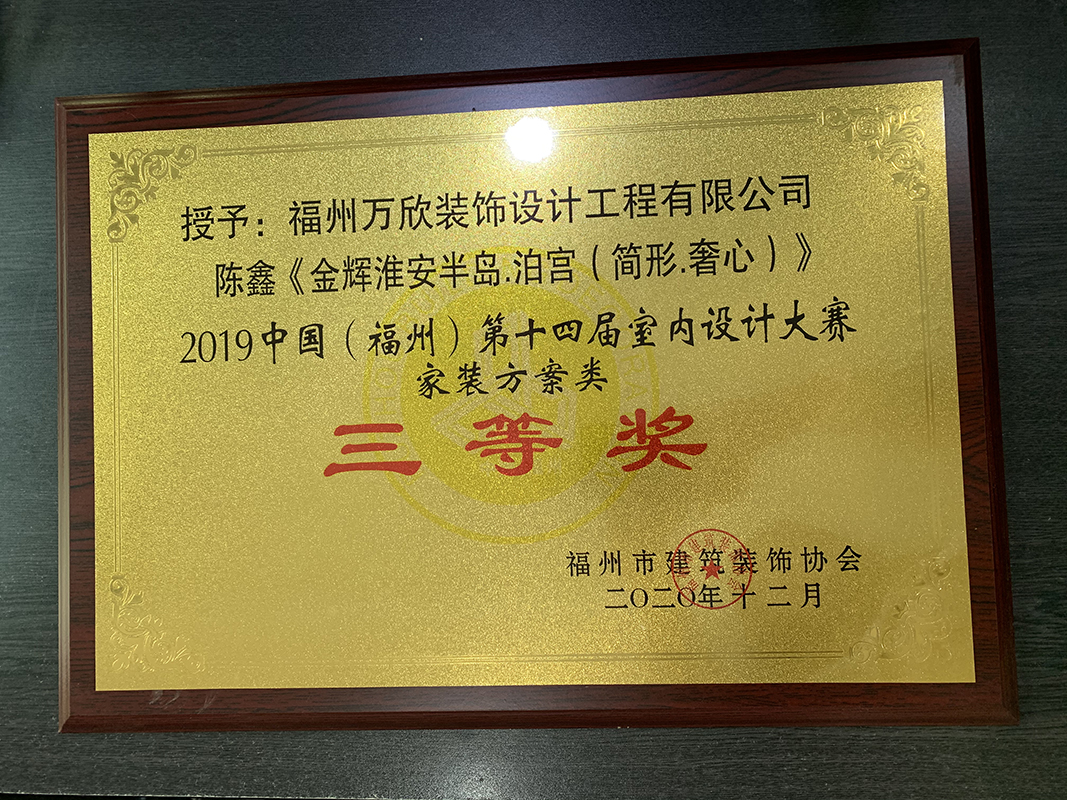 授予：福州万欣装饰设计工程有限公司
陈鑫《金辉淮安半岛.泊宫（简形.奢心）》
2019中国（福州）第十四届室内设计大赛
家装方案类
三等奖
福州市建筑装饰协会
二〇二〇年十二月